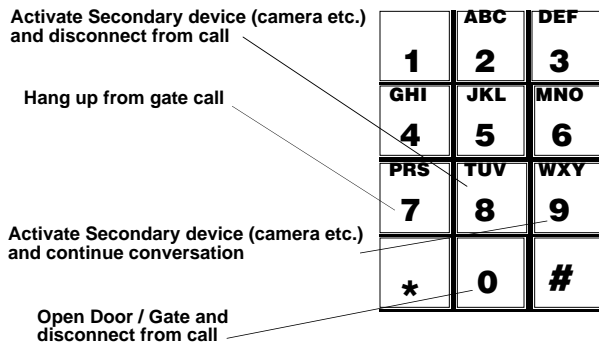 Activate Secondary device (camera etc.)
and disconnect from call
Hang up from gate call
Activate Secondary device (camera etc.)
and continue conversation
Open Door / Gate and
disconnect from call
ABC DEF
1 2 3
GHI JKL MNO
4 5 6
PRS TUV WXY
7 8 9
* 0 #